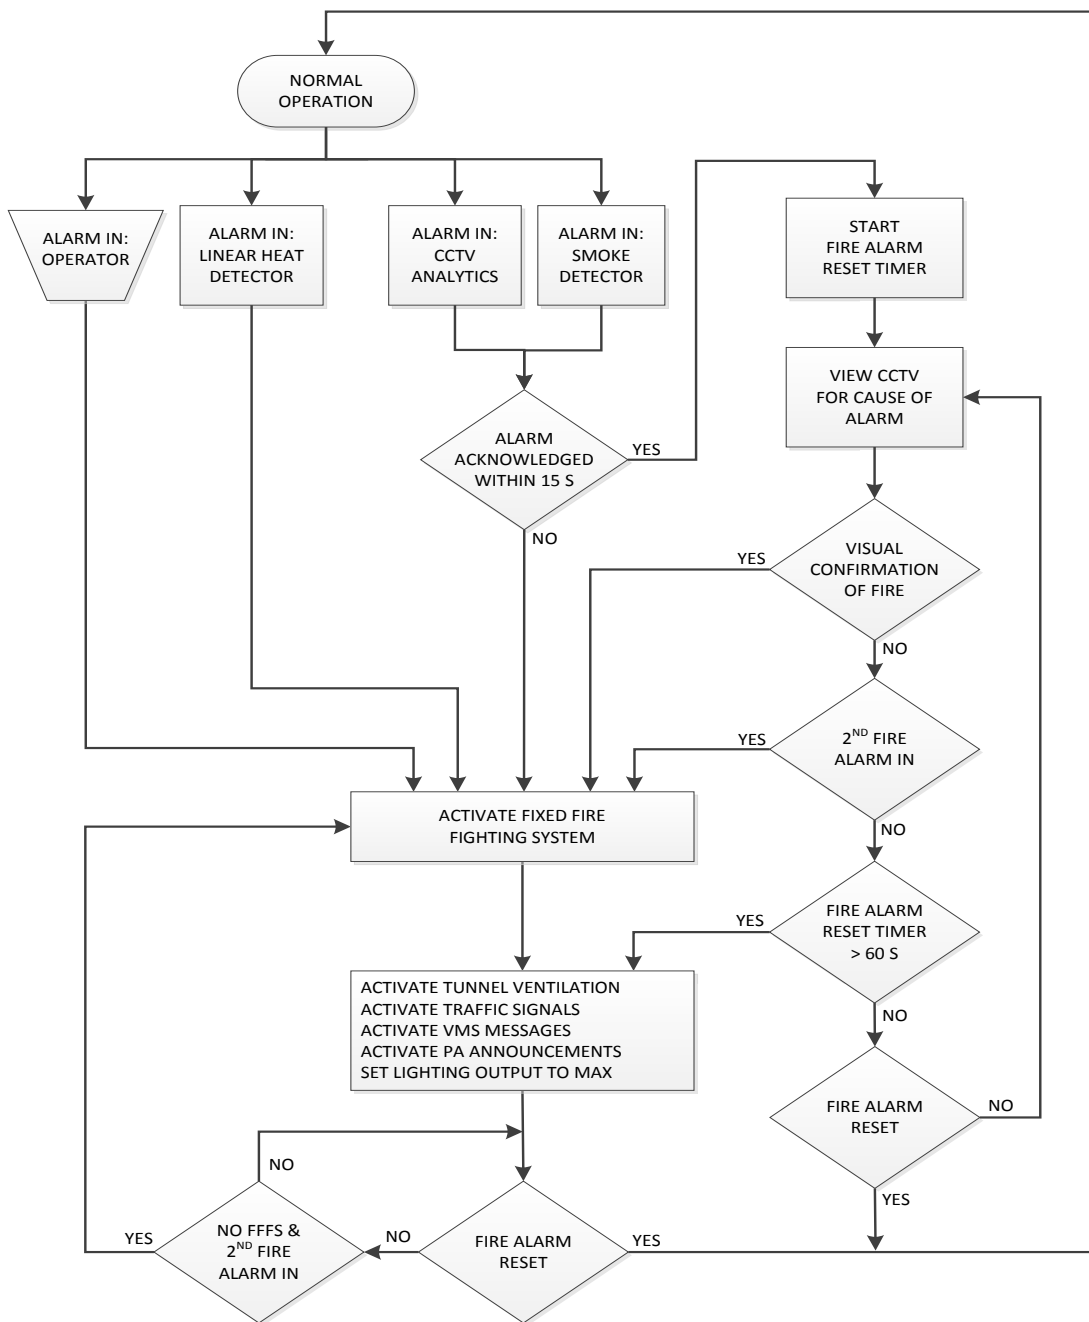 NORMAL
OPERATION
ALARM IN:
OPERATOR
ALARM IN:
LINEAR HEAT
DETECTOR
ALARM IN:
CCTV
ANALYTICS
ALARM IN:
SMOKE
DETECTOR
START
FIRE ALARM
RESET TIMER
VIEW CCTV
FOR CAUSE OF
ALARM
ALARM
ACKNOWLEDGED
WITHIN 15 S
YES
NO
VISUAL
CONFIRMATION
OF FIRE
YES
NO
2ND FIRE
ALARM IN
YES
NO
ACTIVATE FIXED FIRE
FIGHTING SYSTEM
FIRE ALARM
RESET TIMER
> 60 S
YES
NO
ACTIVATE TUNNEL VENTILATION
ACTIVATE TRAFFIC SIGNALS
ACTIVATE VMS MESSAGES
ACTIVATE PA ANNOUNCEMENTS
SET LIGHTING OUTPUT TO MAX
FIRE ALARM
RESET
NO
YES
NO
NO FFFS &
2ND FIRE
ALARM IN
YES
NO
FIRE ALARM
RESET
YES